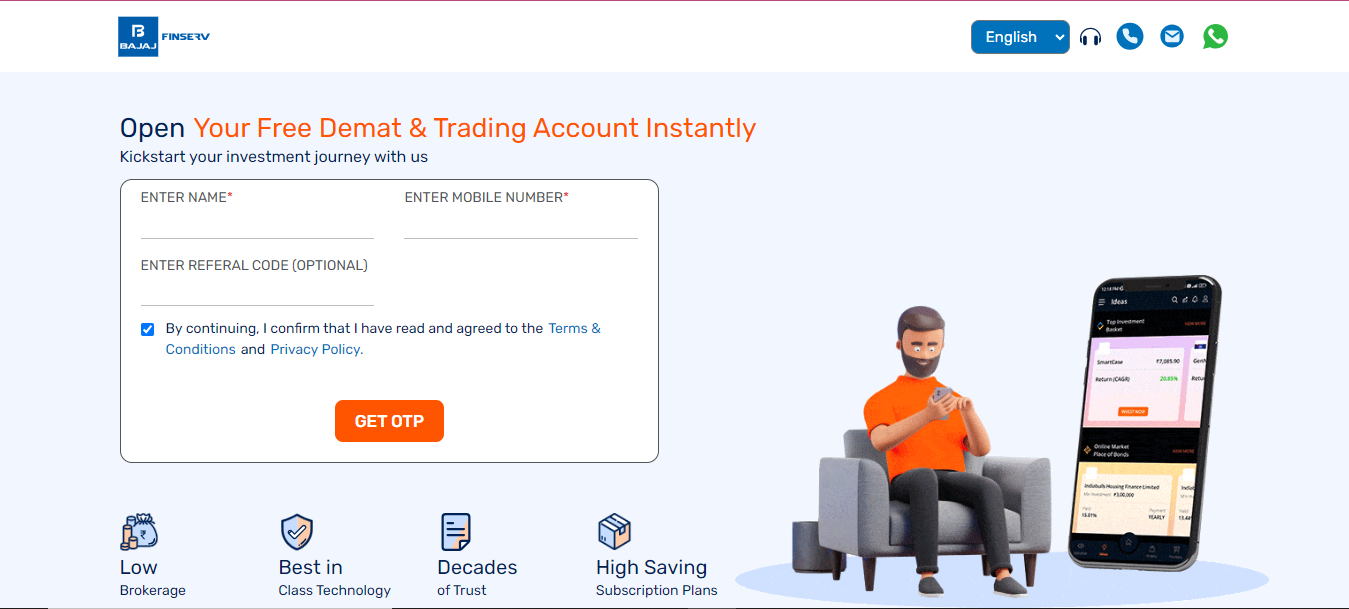 BAJAJ FINSERV
English
Open Your Free Demat & Trading Account Instantly
Kickstart your investment journey with us
ENTER NAME* ENTER MOBILE NUMBER*
ENTER REFERAL CODE (OPTIONAL)
By continuing, I confirm that I have read and agreed to the Terms &
Conditions and Privacy Policy.
GET OTP
Low
Brokerage
Best in
Class Technology
Decades
of Trust
High Saving
Subscription Plans
Ideas
Top Investment
Basket
VIEW MORE
SmartCase ₹7,085.90
Return (CAGR) 20.85%
INVEST NOW
Online Market
Place of Bonds
VIEW MORE
Indiabulls Housing Finance Limited
Min Investment ₹3,00,000
Yield Payment
15.01% YEARLY